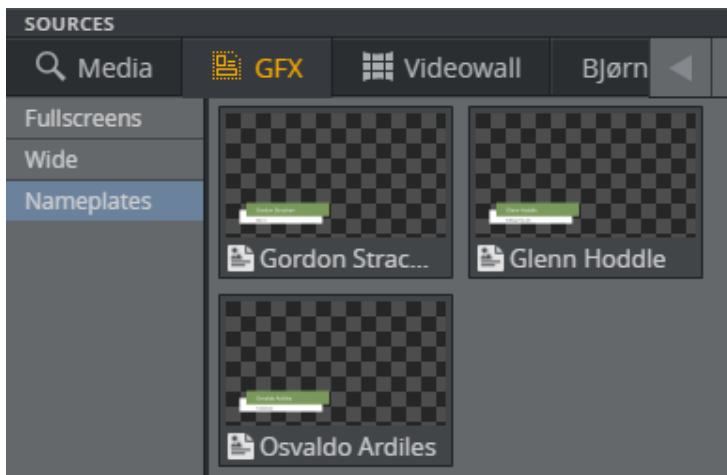 SOURCES
Media
GFX
Videowall
BJørn
Fullscreens
Wide
Nameplates
Gordon Strac...
Glenn Hoddle
Osvaldo Ardiles